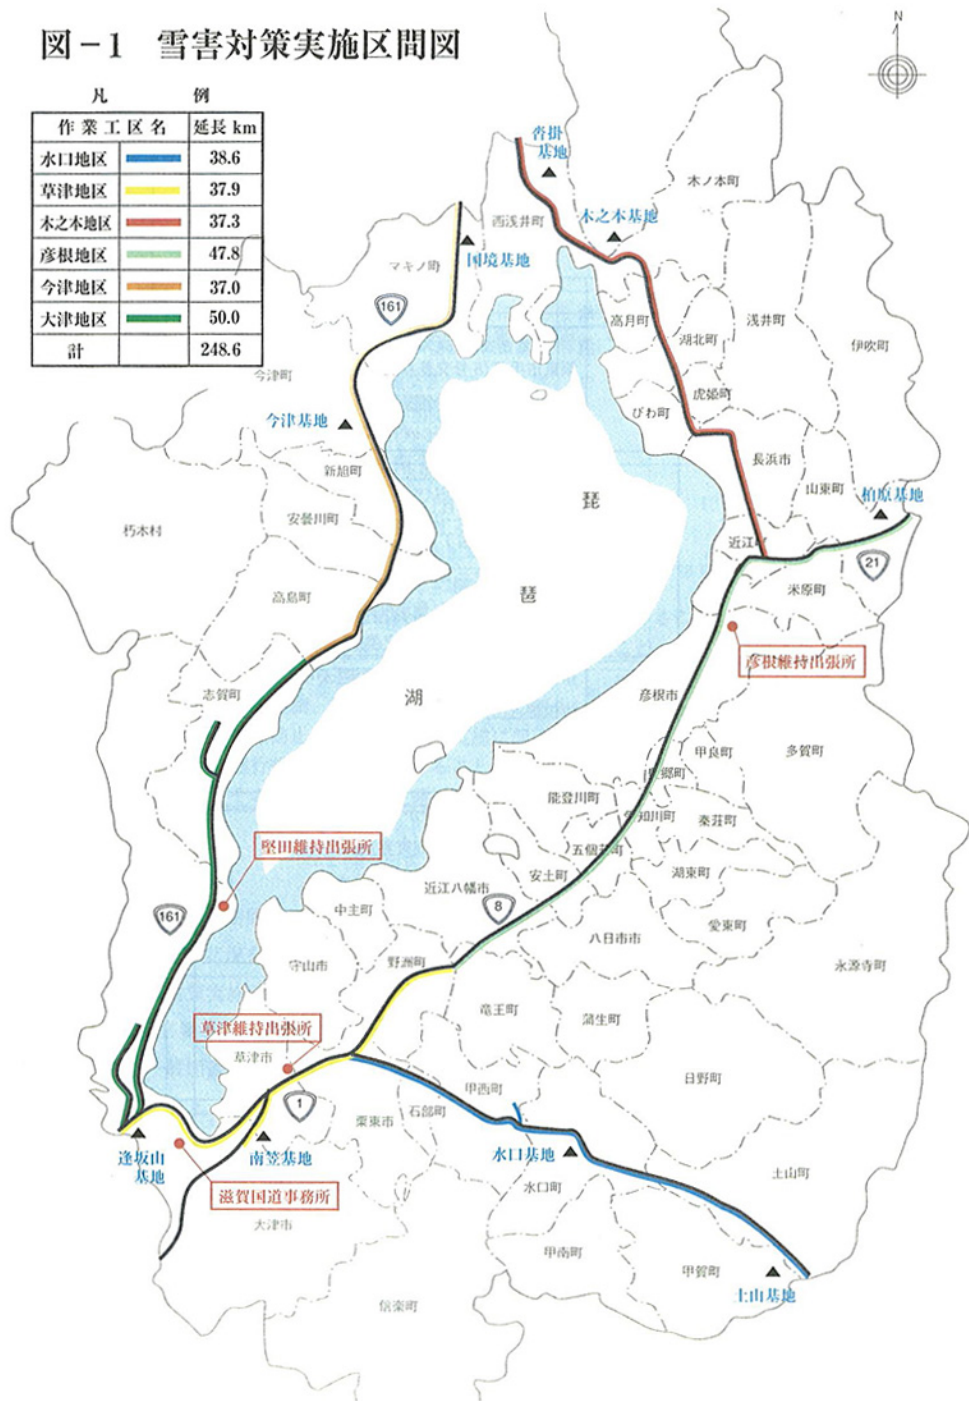 図－1 雪害対策実施区間図
N
凡 例
作業工区名 延長 km
水口地区 38.6
草津地区 37.9
木之本地区 37.3
彦根地区 47.8
今津地区 37.0
大津地区 50.0
計 248.6
沓掛
基地
木ノ本町
西浅井町
木之本基地
国境基地
マキノ町
161
高月町
浅井町
湖北町
伊吹町
今津町
虎姫町
びわ町
今津基地
長浜市
新旭町
山東町
柏原基地
琵
安曇川町
朽木村
近江町
21
米原町
琶
高島町
彦根維持出張所
志賀町
湖
彦根市
甲良町
多賀町
豊郷町
能登川町
愛知川町
秦荘町
五個荘町
堅田維持出張所
湖東町
安土町
近江八幡市
8
中主町
161
愛東町
八日市市
守山市
野洲町
永源寺町
竜王町
蒲生町
草津維持出張所
草津市
日野町
甲西町
1
石部町
栗東市
逢坂山
基地
南笠基地
水口基地
土山町
水口町
滋賀国道事務所
大津市
甲南町
甲賀町
土山基地
信楽町